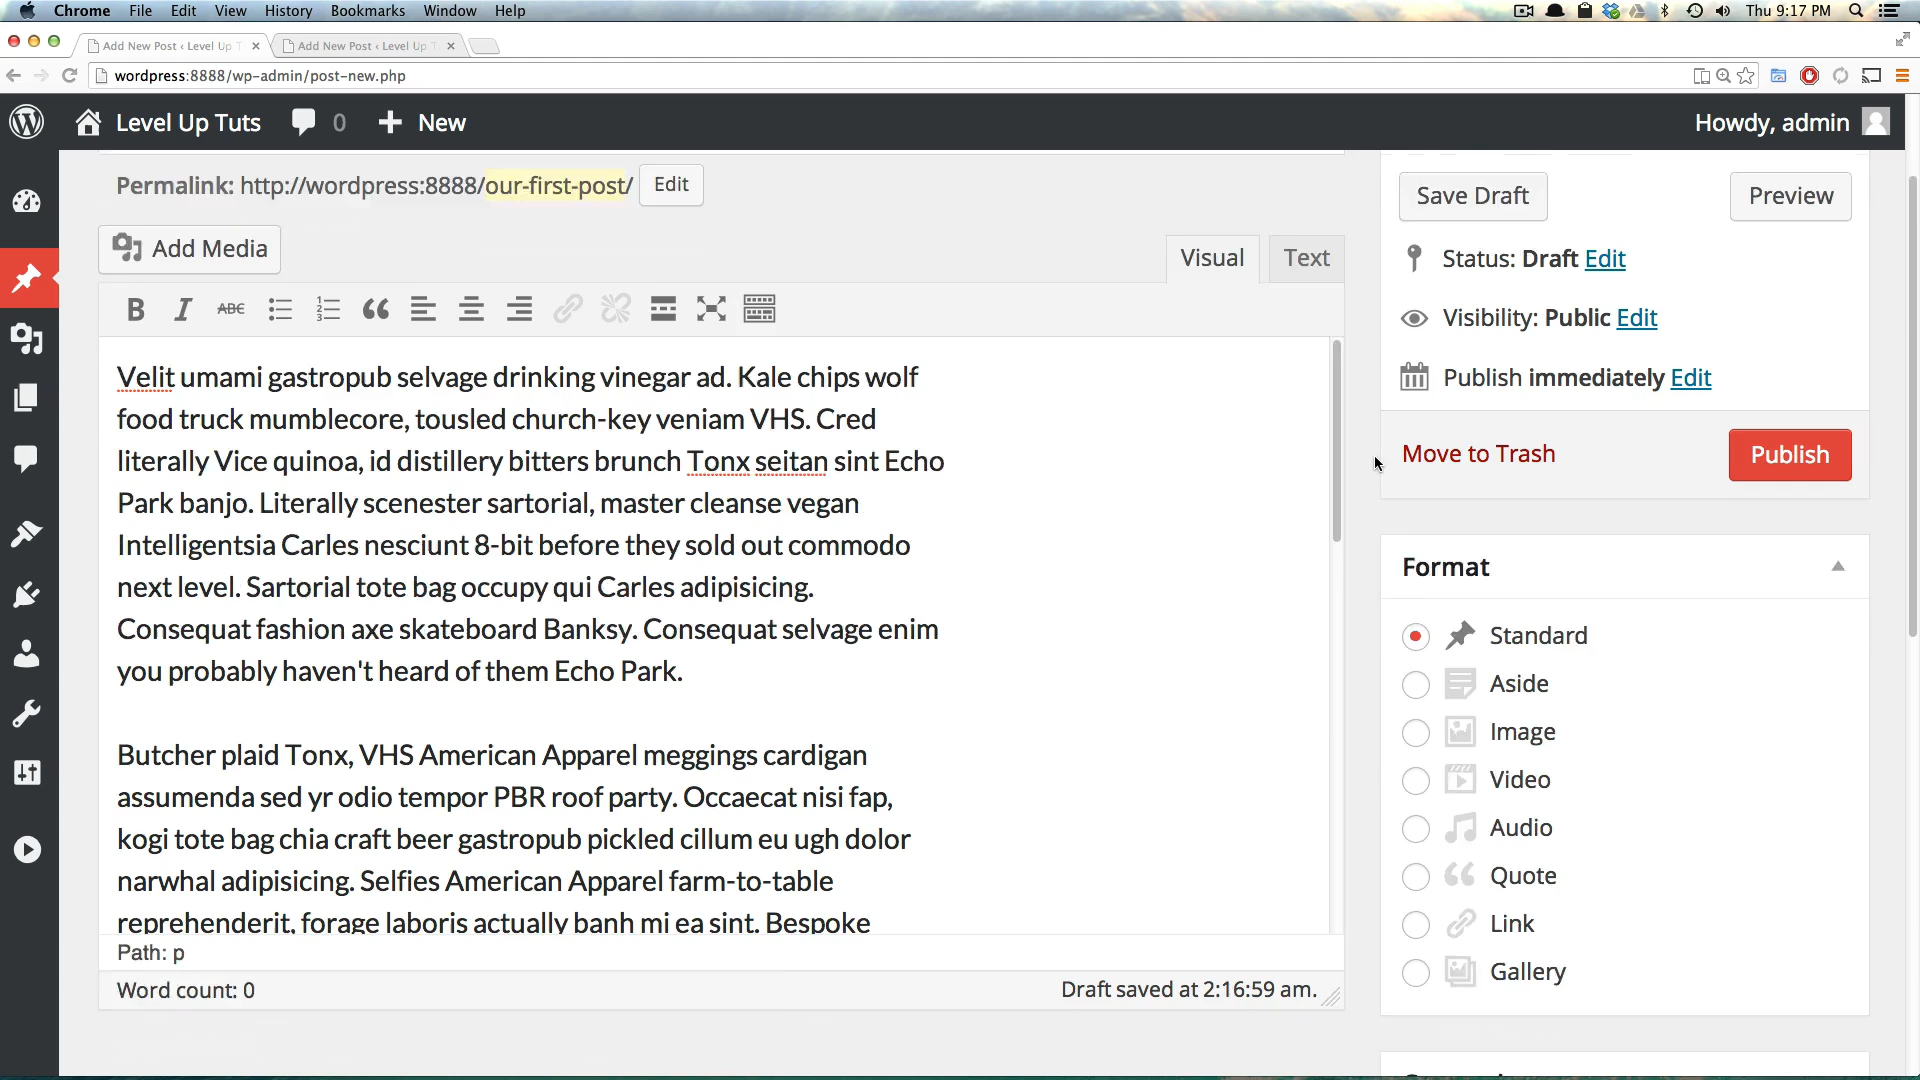 Chrome File Edit View History Bookmarks Window Help
Thu 9:17 PM
Add New Post ‹ Level Up T
Add New Post ‹ Level Up T
wordpress:8888/wp-admin/post-new.php
Level Up Tuts 0 New
Howdy, admin
Permalink: http://wordpress:8888/our-first-post/ Edit
Add Media
Visual Text
B I ABC
Velit umami gastropub selvage drinking vinegar ad. Kale chips wolf
food truck mumblecore, tousled church-key veniam VHS. Cred
literally Vice quinoa, id distillery bitters brunch Tonx seitan sint Echo
Park banjo. Literally scenester sartorial, master cleanse vegan
Intelligentsia Carles nesciunt 8-bit before they sold out commodo
next level. Sartorial tote bag occupy qui Carles adipisicing.
Consequat fashion axe skateboard Banksy. Consequat selvage enim
you probably haven't heard of them Echo Park.
Butcher plaid Tonx, VHS American Apparel meggings cardigan
assumenda sed yr odio tempor PBR roof party. Occaecat nisi fap,
kogi tote bag chia craft beer gastropub pickled cillum eu ugh dolor
narwhal adipisicing. Selfies American Apparel farm-to-table
reprehenderit, forage laboris actually banh mi ea sint. Bespoke
Path: p
Word count: 0
Draft saved at 2:16:59 am.
Save Draft
Preview
Status: Draft Edit
Visibility: Public Edit
Publish immediately Edit
Move to Trash
Publish
Format
Standard
Aside
Image
Video
Audio
Quote
Link
Gallery